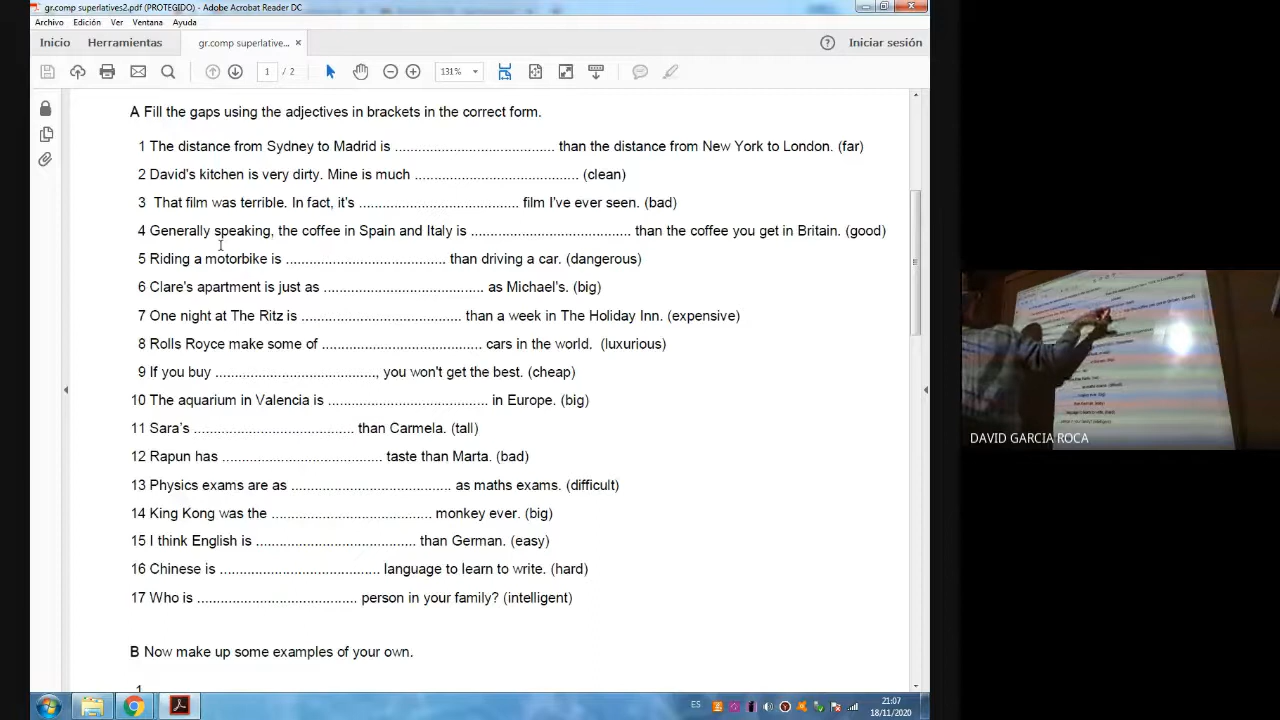 gr.comp superlatives2.pdf (PROTEGIDO) - Adobe Acrobat Reader DC
Archivo Edición Ver Ventana Ayuda
Inicio Herramientas gr.comp superlative... × Iniciar sesión
1 / 2 131%
A Fill the gaps using the adjectives in brackets in the correct form.
1 The distance from Sydney to Madrid is ........................................ than the distance from New York to London. (far)
2 David's kitchen is very dirty. Mine is much ........................................ (clean)
3 That film was terrible. In fact, it's ........................................ film I've ever seen. (bad)
4 Generally speaking, the coffee in Spain and Italy is ........................................ than the coffee you get in Britain. (good)
5 Riding a motorbike is ........................................ than driving a car. (dangerous)
6 Clare's apartment is just as ........................................ as Michael's. (big)
7 One night at The Ritz is ........................................ than a week in The Holiday Inn. (expensive)
8 Rolls Royce make some of ........................................ cars in the world. (luxurious)
9 If you buy ........................................, you won't get the best. (cheap)
10 The aquarium in Valencia is ........................................ in Europe. (big)
11 Sara's ........................................ than Carmela. (tall)
12 Rapun has ........................................ taste than Marta. (bad)
13 Physics exams are as ........................................ as maths exams. (difficult)
14 King Kong was the ........................................ monkey ever. (big)
15 I think English is ........................................ than German. (easy)
16 Chinese is ........................................ language to learn to write. (hard)
17 Who is ........................................ person in your family? (intelligent)
B Now make up some examples of your own.
1
ES
21:07
18/11/2020
DAVID GARCIA ROCA